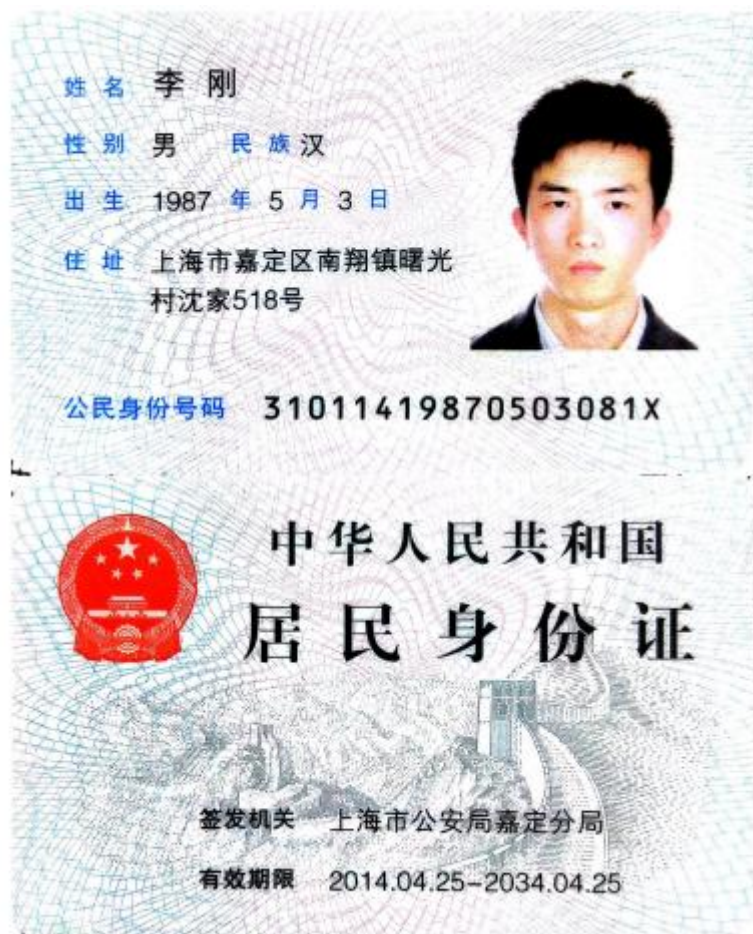 姓名 李刚
性别 男 民族 汉
出生 1987 年 5 月 3 日
住址 上海市嘉定区南翔镇曙光
村沈家518号
公民身份号码 31011419870503081X
中华人民共和国
居民身份证
签发机关 上海市公安局嘉定分局
有效期限 2014.04.25-2034.04.25